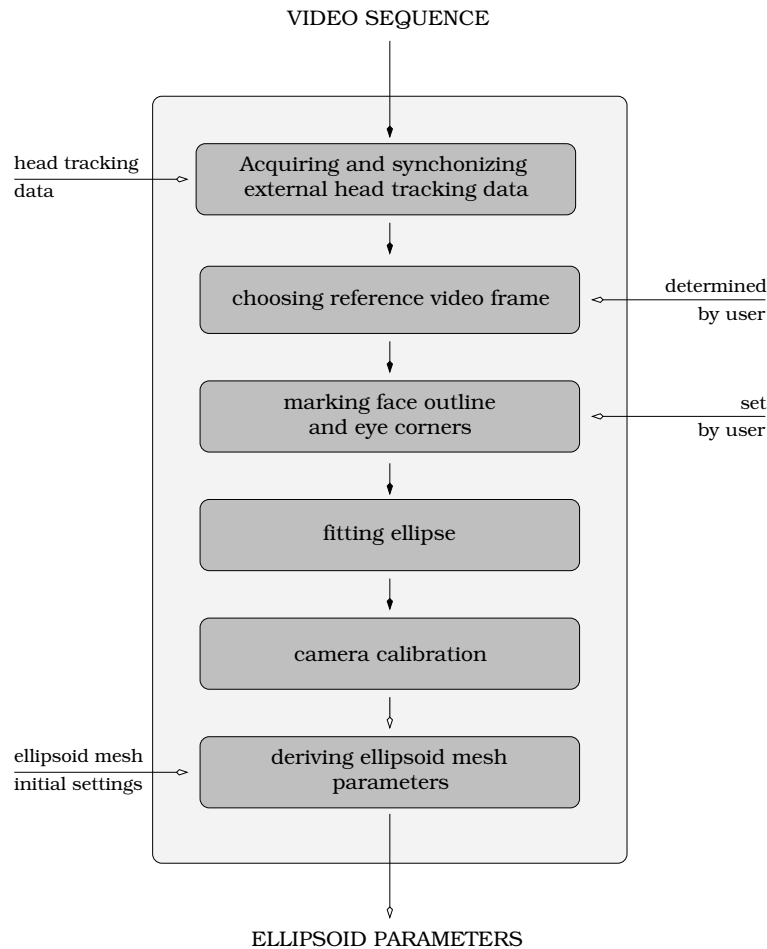 VIDEO SEQUENCE
head tracking
data
Acquiring and synchonizing
external head tracking data
choosing reference video frame
determined
by user
marking face outline
and eye corners
set
by user
fitting ellipse
camera calibration
ellipsoid mesh
initial settings
deriving ellipsoid mesh
parameters
ELLIPSOID PARAMETERS